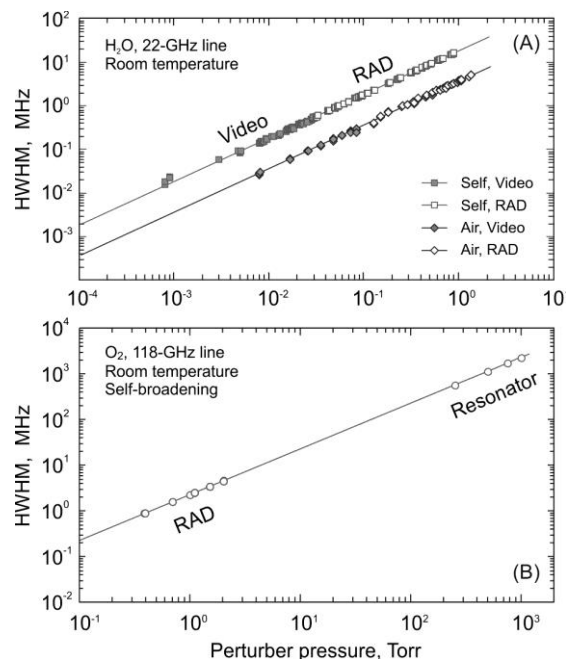 (A)
H₂O, 22-GHz line
Room temperature
RAD
Video
Self, Video
Self, RAD
Air, Video
Air, RAD
HWHM, MHz
10²
10¹
10⁰
10⁻¹
10⁻²
10⁻³
10⁻⁴ 10⁻³ 10⁻² 10⁻¹ 10⁰ 10
O₂, 118-GHz line
Room temperature
Self-broadening
Resonator
RAD
(B)
HWHM, MHz
10⁴
10³
10²
10¹
10⁰
10⁻¹
10⁻²
10⁻¹ 10⁰ 10¹ 10² 10³
Perturber pressure, Torr